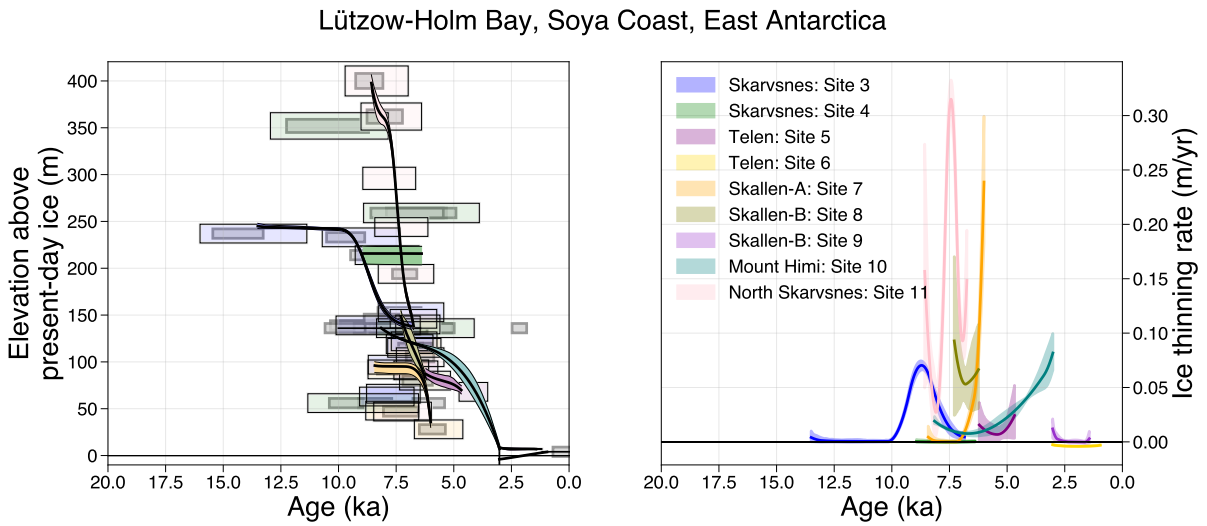 Lützow-Holm Bay, Soya Coast, East Antarctica
Elevation above
present-day ice (m)
400
350
300
250
200
150
100
50
0
20.0 17.5 15.0 12.5 10.0 7.5 5.0 2.5 0.0
Age (ka)
Skarvsnes: Site 3
Skarvsnes: Site 4
Telen: Site 5
Telen: Site 6
Skallen-A: Site 7
Skallen-B: Site 8
Skallen-B: Site 9
Mount Himi: Site 10
North Skarvsnes: Site 11
0.30
0.25
0.20
0.15
0.10
0.05
0.00
Ice thinning rate (m/yr)
20.0 17.5 15.0 12.5 10.0 7.5 5.0 2.5 0.0
Age (ka)